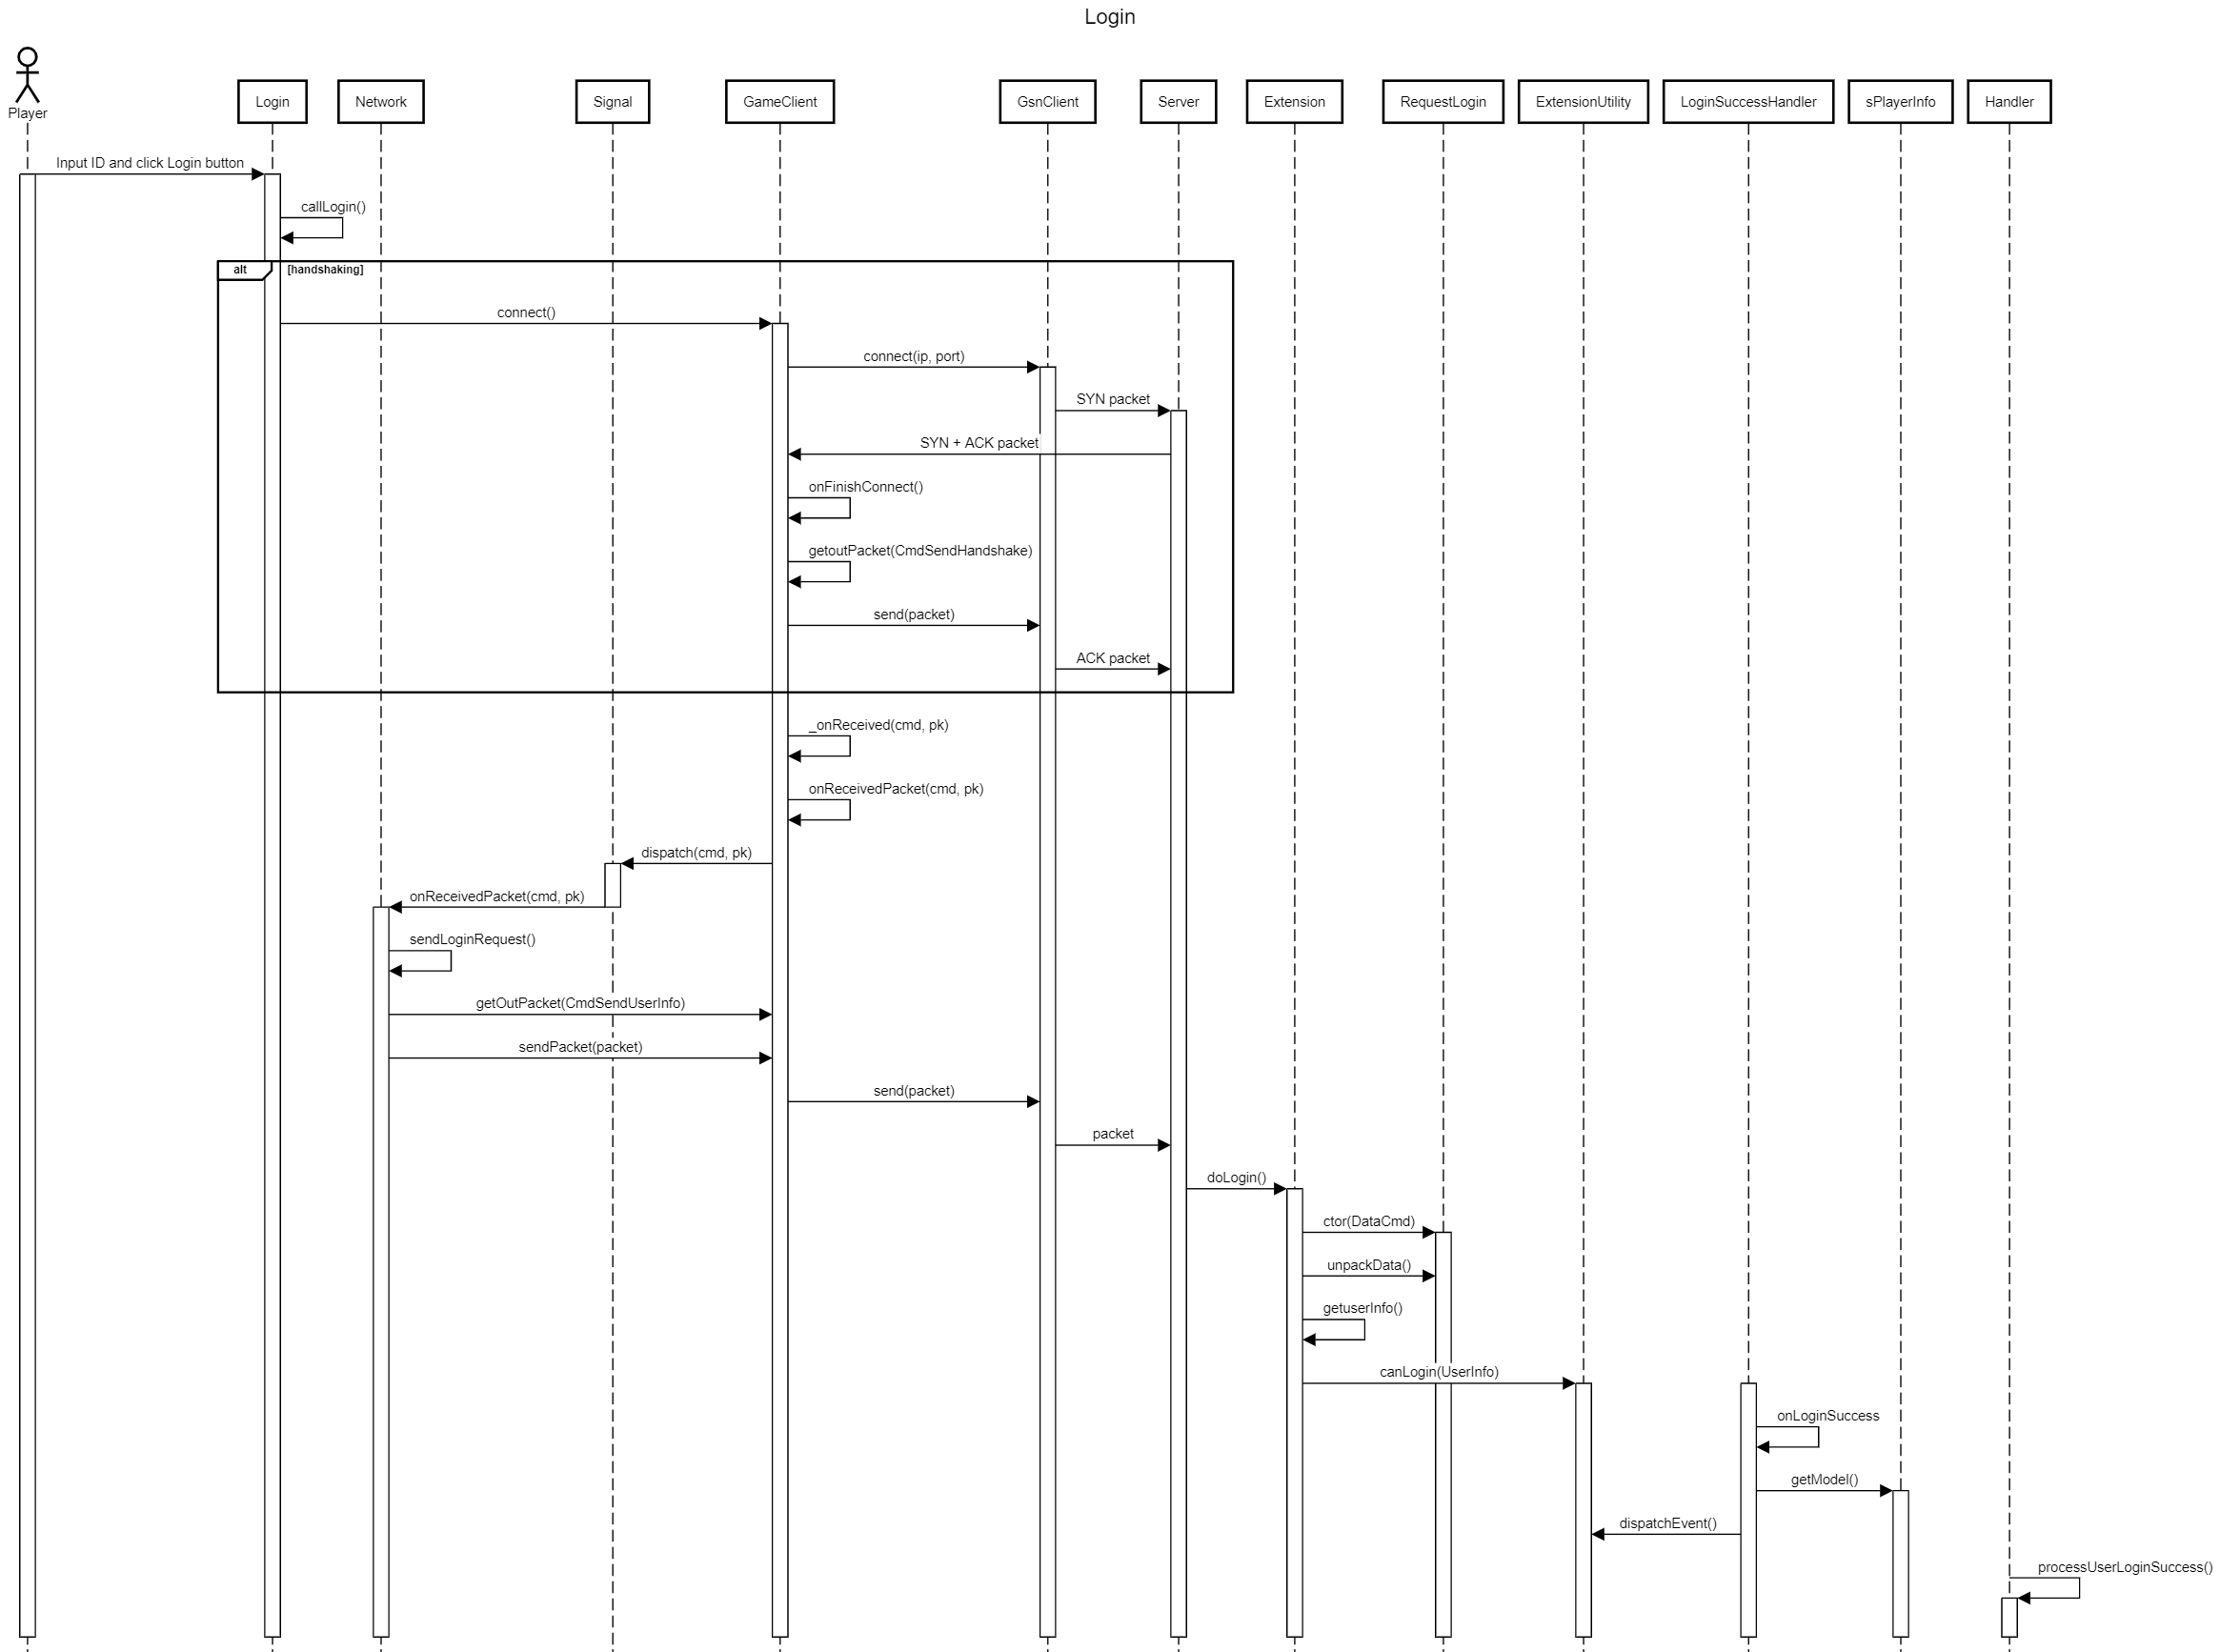 Login
Player
Login
Network
Signal
GameClient
GsnClient
Server
Extension
RequestLogin
ExtensionUtility
LoginSuccessHandler
sPlayerInfo
Handler
Input ID and click Login button
callLogin()
alt
[handshaking]
connect()
connect(ip, port)
SYN packet
SYN + ACK packet
onFinishConnect()
getoutPacket(CmdSendHandshake)
send(packet)
ACK packet
_onReceived(cmd, pk)
onReceivedPacket(cmd, pk)
dispatch(cmd, pk)
onReceivedPacket(cmd, pk)
sendLoginRequest()
getOutPacket(CmdSendUserInfo)
sendPacket(packet)
send(packet)
packet
doLogin()
ctor(DataCmd)
unpackData()
getuserInfo()
canLogin(UserInfo)
onLoginSuccess
getModel()
dispatchEvent()
processUserLoginSuccess()